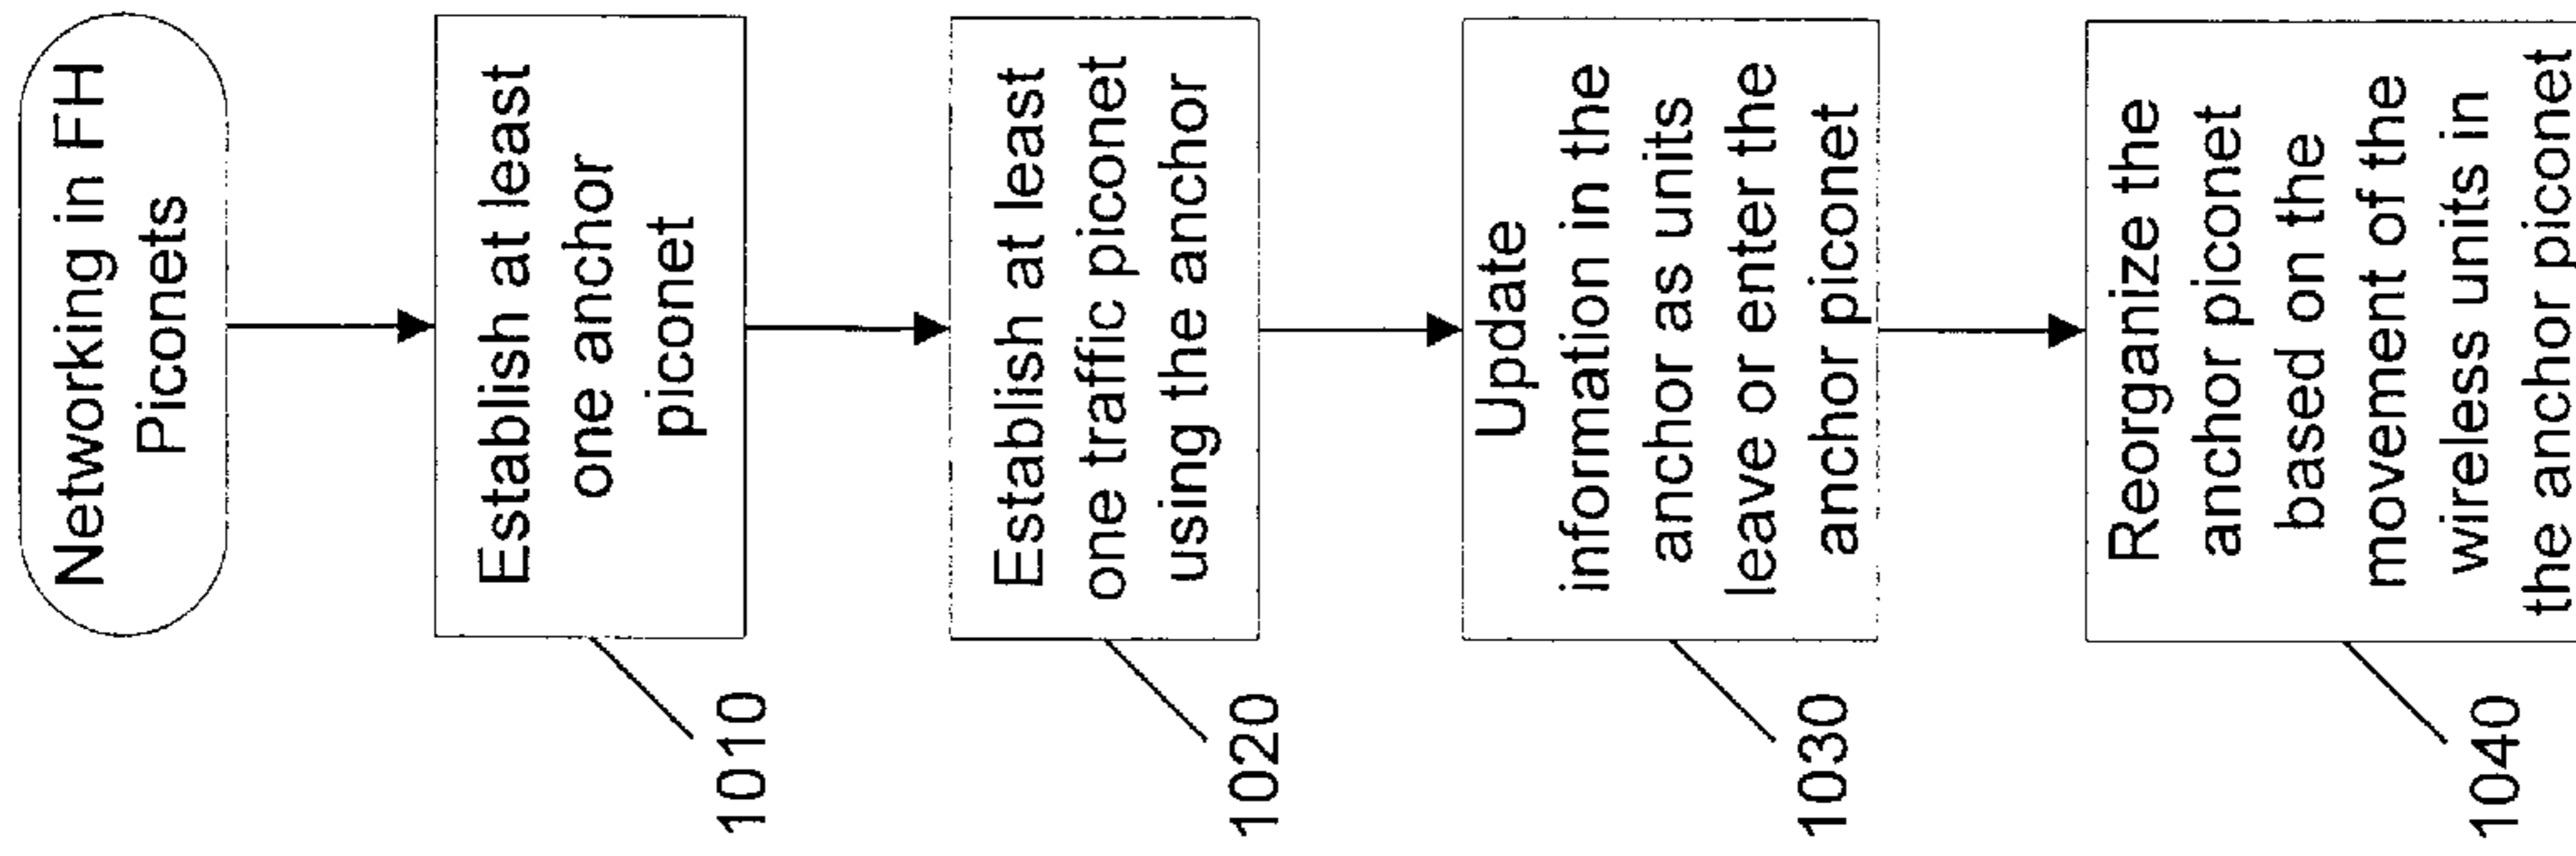 Networking in FH
Piconets
Establish at least
one anchor
piconet
1010
Establish at least
one traffic piconet
using the anchor
1020
Update
information in the
anchor as units
leave or enter the
anchor piconet
1030
Reorganize the
anchor piconet
based on the
movement of the
wireless units in
the anchor piconet
1040